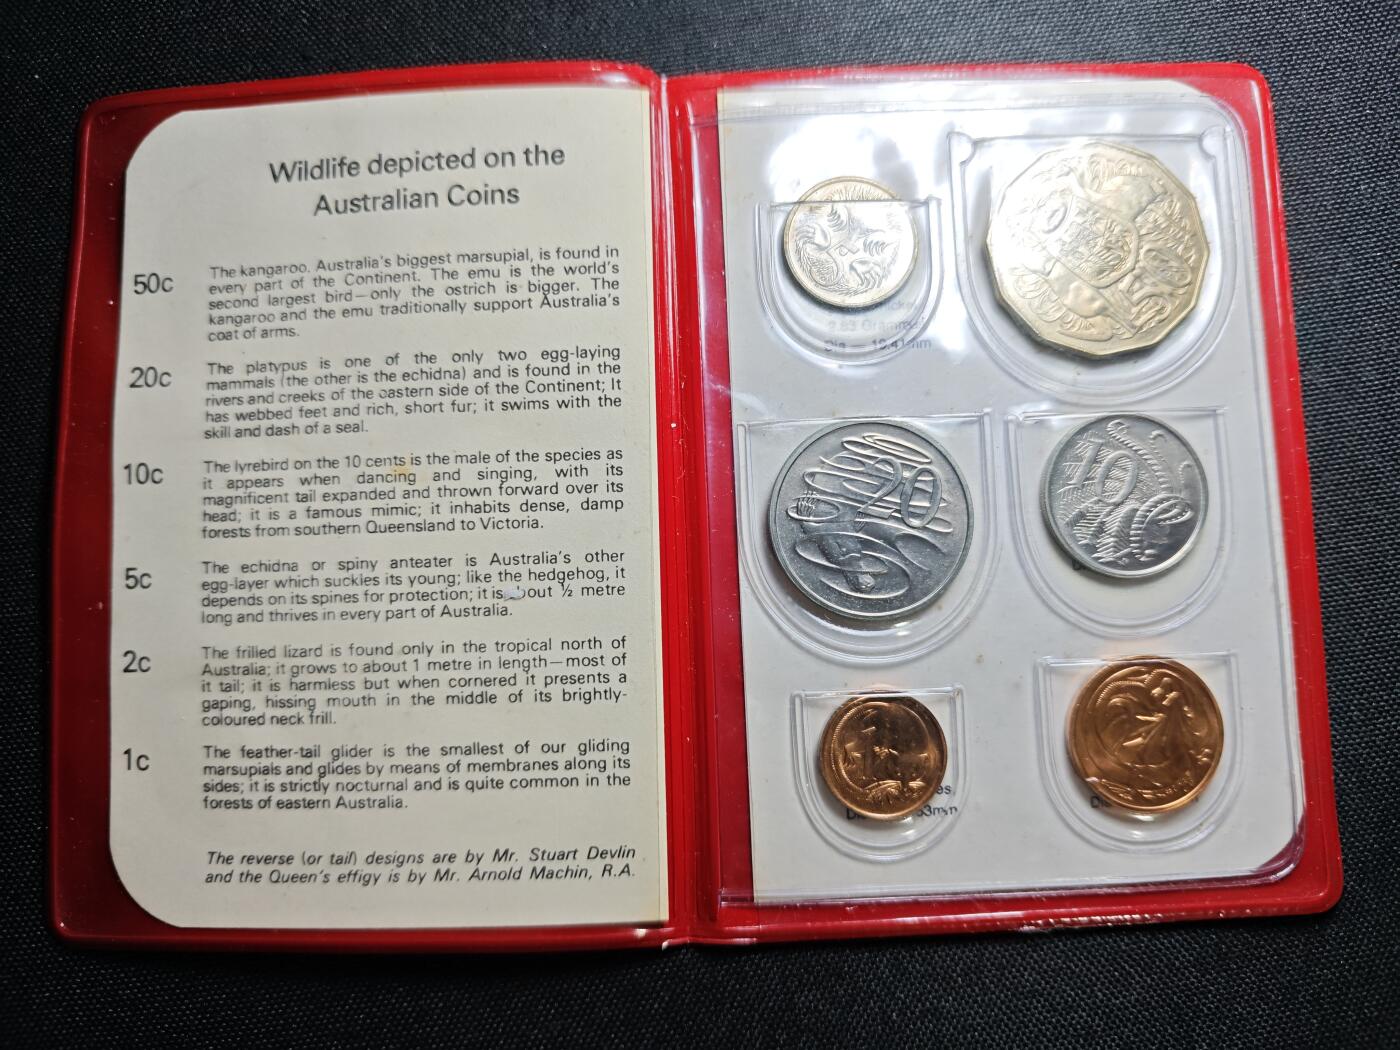 Wildlife depicted on the
Australian Coins
50c
The kangaroo. Australia's biggest marsupial, is found in
every part of the Continent. The emu is the world's
second largest bird—only the ostrich is bigger. The
kangaroo and the emu traditionally support Australia's
coat of arms.
20c
The platypus is one of the only two egg-laying
mammals (the other is the echidna) and is found in the
rivers and creeks of the eastern side of the Continent; It
has webbed feet and rich, short fur; it swims with the
skill and dash of a seal.
10c
The lyrebird on the 10 cents is the male of the species as
it appears when dancing and singing, with its
magnificent tail expanded and thrown forward over its
head; it is a famous mimic; it inhabits dense, damp
forests from southern Queensland to Victoria.
5c
The echidna or spiny anteater is Australia's other
egg-layer which suckles its young; like the hedgehog, it
depends on its spines for protection; it is about ½ metre
long and thrives in every part of Australia.
2c
The frilled lizard is found only in the tropical north of
Australia; it grows to about 1 metre in length—most of
it tail; it is harmless but when cornered it presents a
gaping, hissing mouth in the middle of its brightly-
coloured neck frill.
1c
The feather-tail glider is the smallest of our gliding
marsupials and glides by means of membranes along its
sides; it is strictly nocturnal and is quite common in the
forests of eastern Australia.
The reverse (or tail) designs are by Mr. Stuart Devlin
and the Queen's effigy is by Mr. Arnold Machin, R.A.
5
50
2.83 Grammes
Dia — 19.41mm
20
10
1
2